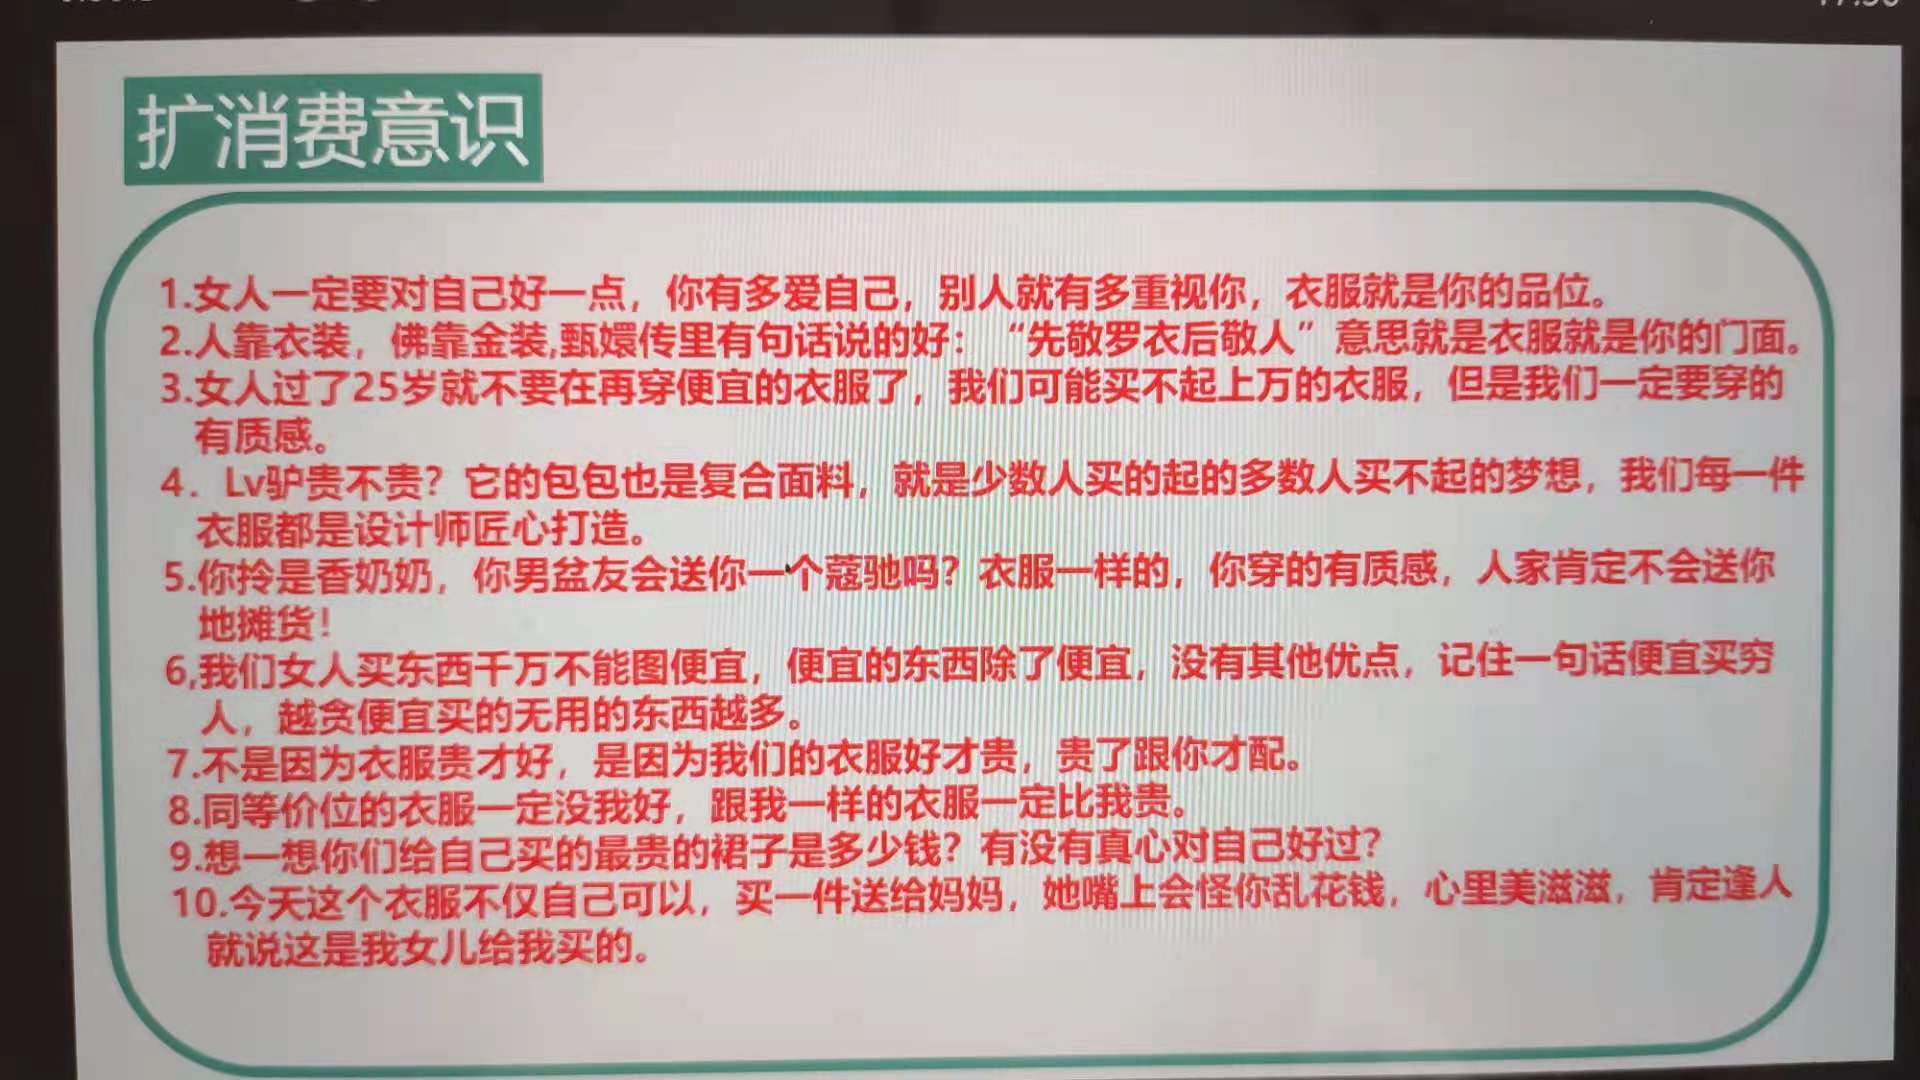 扩消费意识
1.女人一定要对自己好一点，你有多爱自己，别人就有多重视你，衣服就是你的品位。
2.人靠衣装，佛靠金装,甄嬛传里有句话说的好：“先敬罗衣后敬人”意思就是衣服就是你的门面。
3.女人过了25岁就不要在再穿便宜的衣服了，我们可能买不起上万的衣服，但是我们一定要穿的
有质感。
4．Lv驴贵不贵？它的包包也是复合面料，就是少数人买的起的多数人买不起的梦想，我们每一件
衣服都是设计师匠心打造。
5.你拎是香奶奶，你男盆友会送你一个蔻驰吗？衣服一样的，你穿的有质感，人家肯定不会送你
地摊货！
6,我们女人买东西千万不能图便宜，便宜的东西除了便宜，没有其他优点，记住一句话便宜买穷
人，越贪便宜买的无用的东西越多。
7.不是因为衣服贵才好，是因为我们的衣服好才贵，贵了跟你才配。
8.同等价位的衣服一定没我好，跟我一样的衣服一定比我贵。
9.想一想你们给自己买的最贵的裙子是多少钱？有没有真心对自己好过？
10.今天这个衣服不仅自己可以，买一件送给妈妈，她嘴上会怪你乱花钱，心里美滋滋，肯定逢人
就说这是我女儿给我买的。